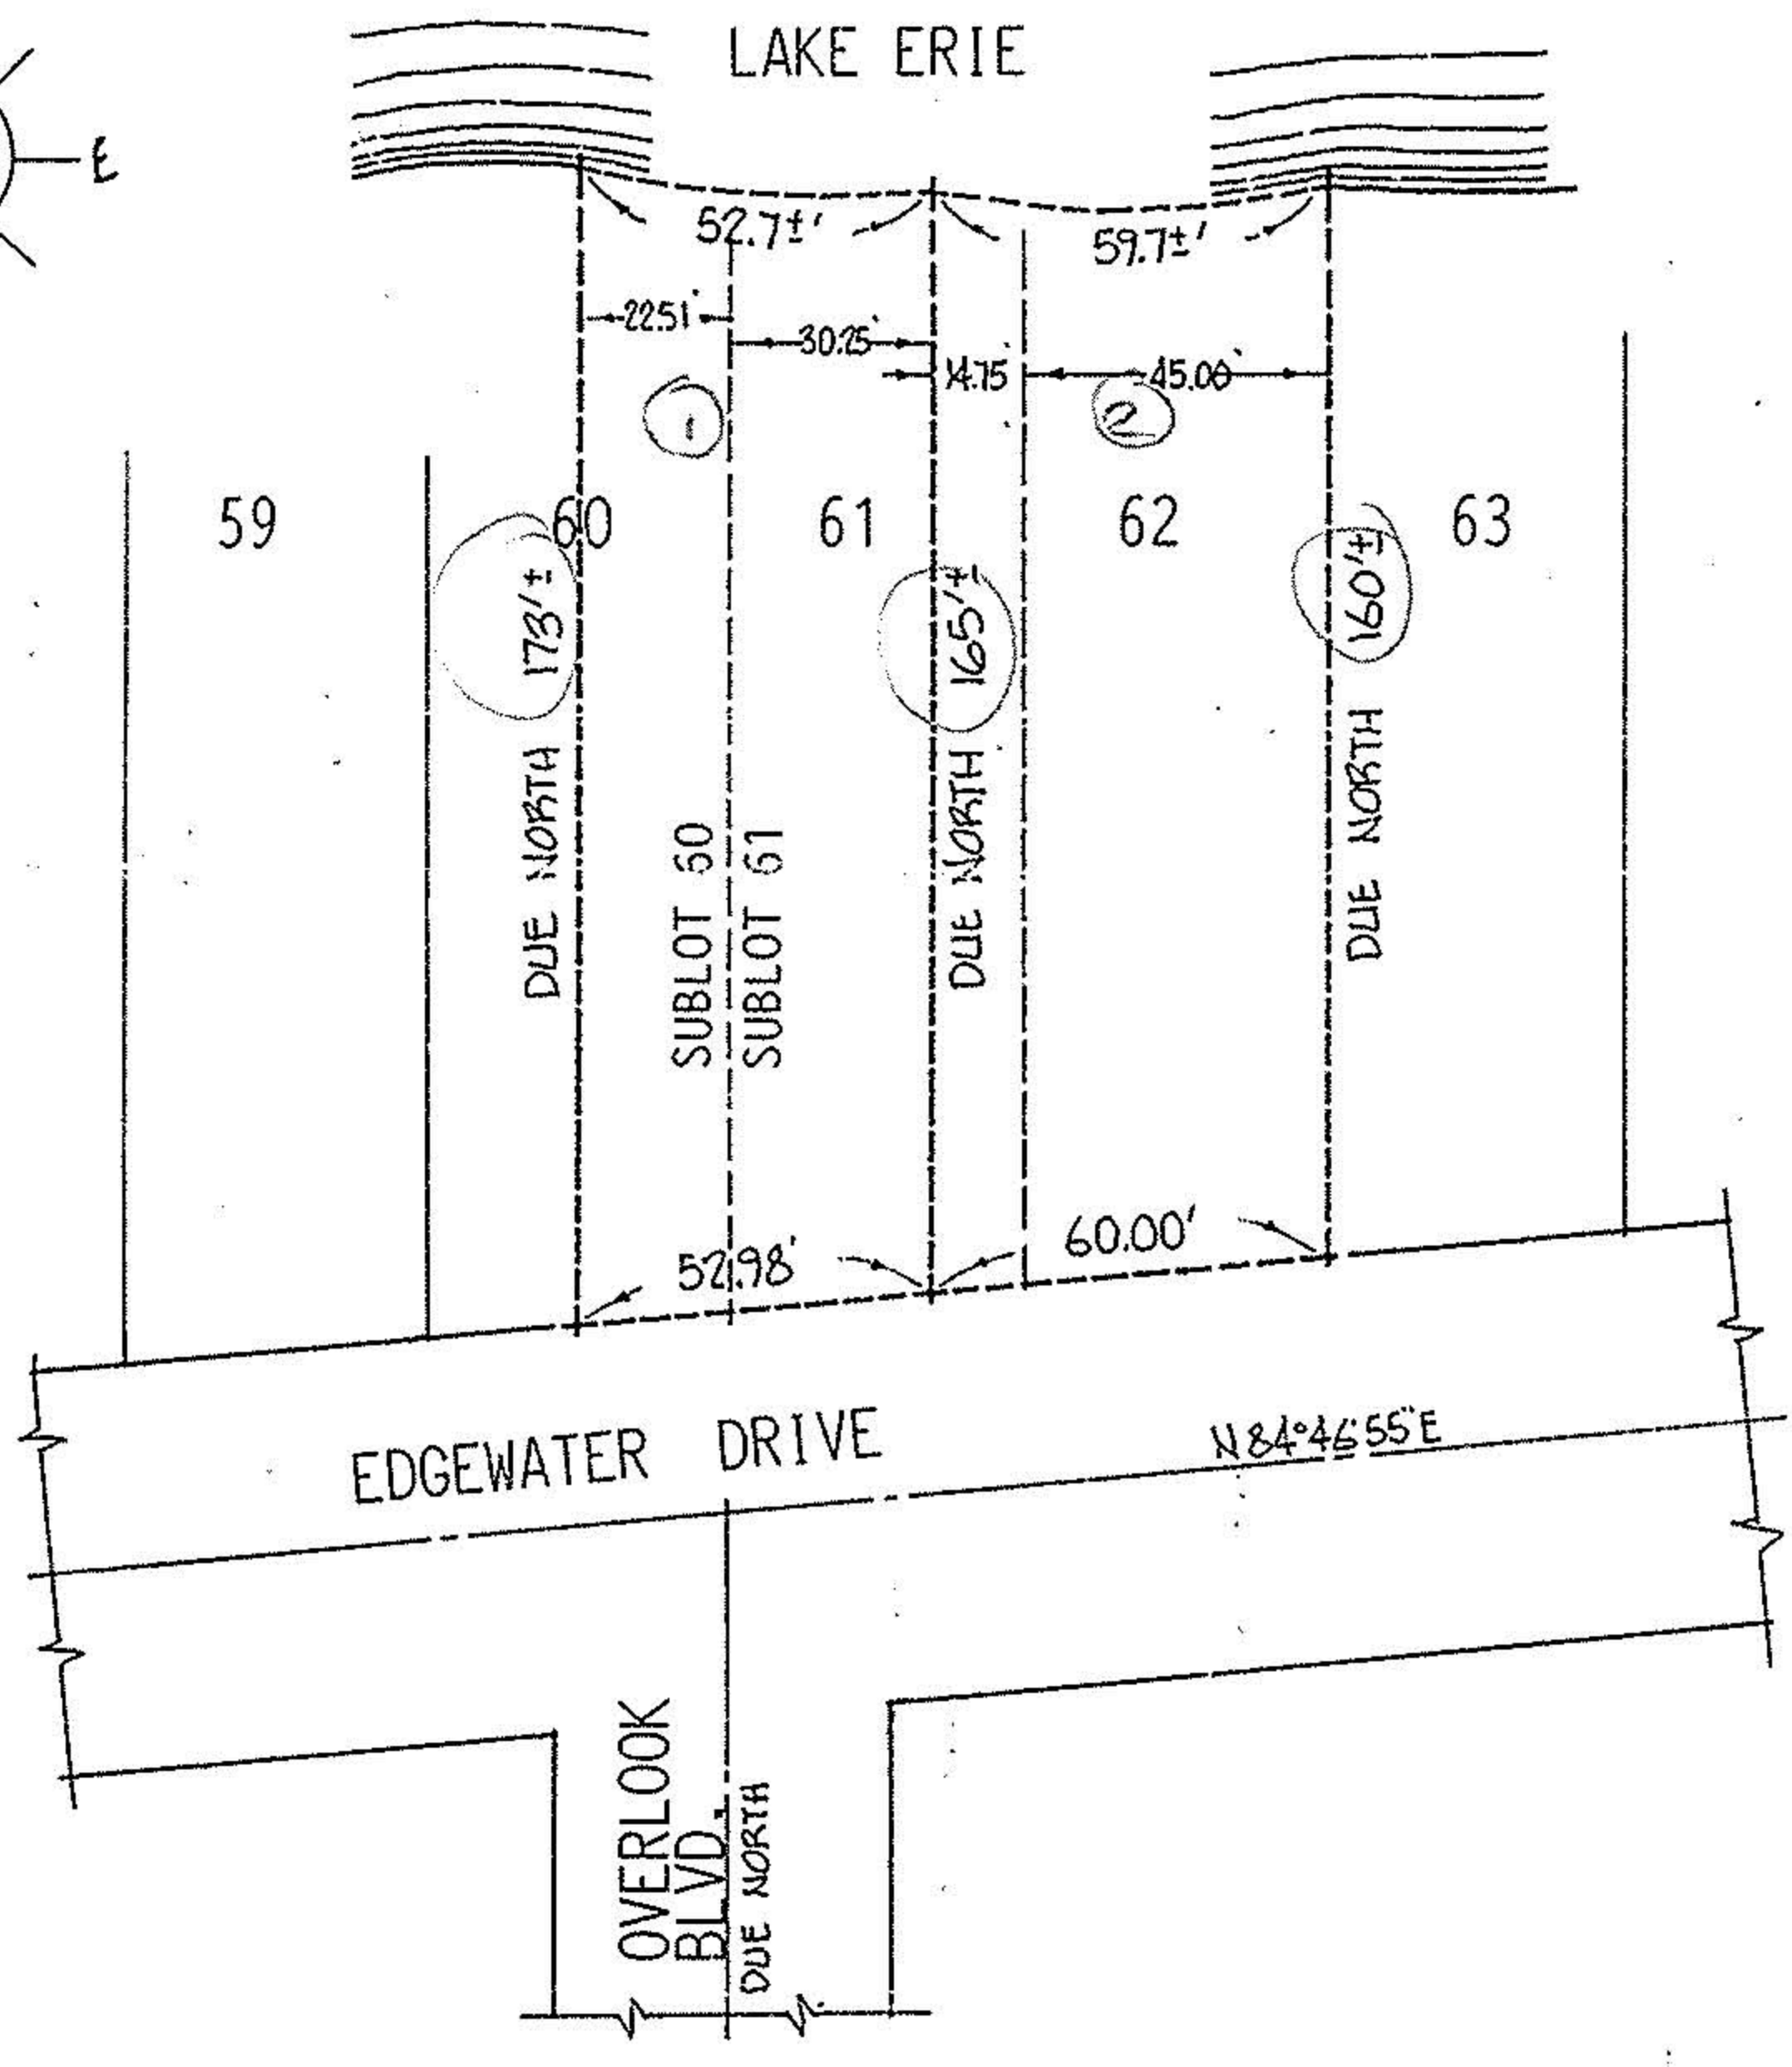 LAKE ERIE
E
52.7±'
59.7±'
22.51'
30.25'
14.75'
45.00'
1
2
59
60
61
62
63
DUE NORTH 173'±
DUE NORTH 165'±
DUE NORTH 160'±
SUBLOT 60
SUBLOT 61
52.98'
60.00'
EDGEWATER DRIVE
N 84°46'55"E
OVERLOOK
BLVD.
DUE NORTH